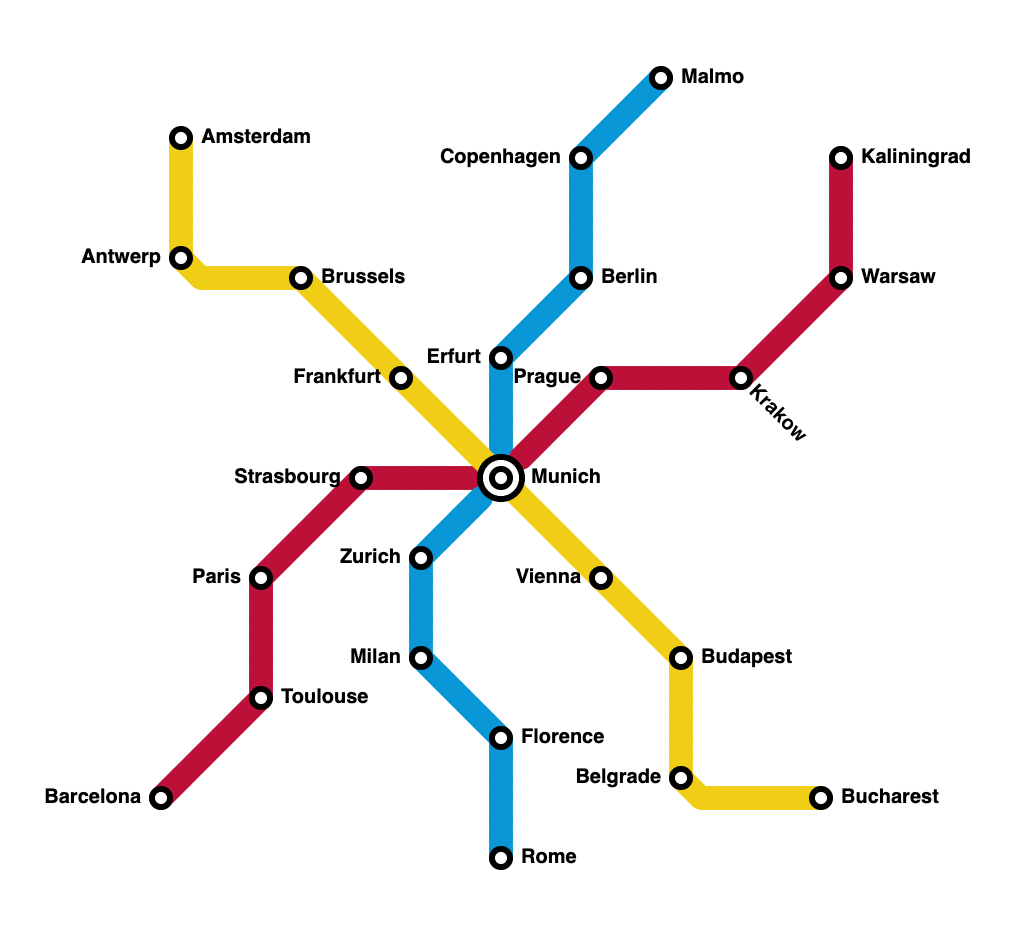 Malmo
Amsterdam
Copenhagen
Kaliningrad
Antwerp
Brussels
Berlin
Warsaw
Erfurt
Frankfurt
Prague
Krakow
Strasbourg
Munich
Zurich
Paris
Vienna
Milan
Budapest
Toulouse
Florence
Belgrade
Barcelona
Bucharest
Rome